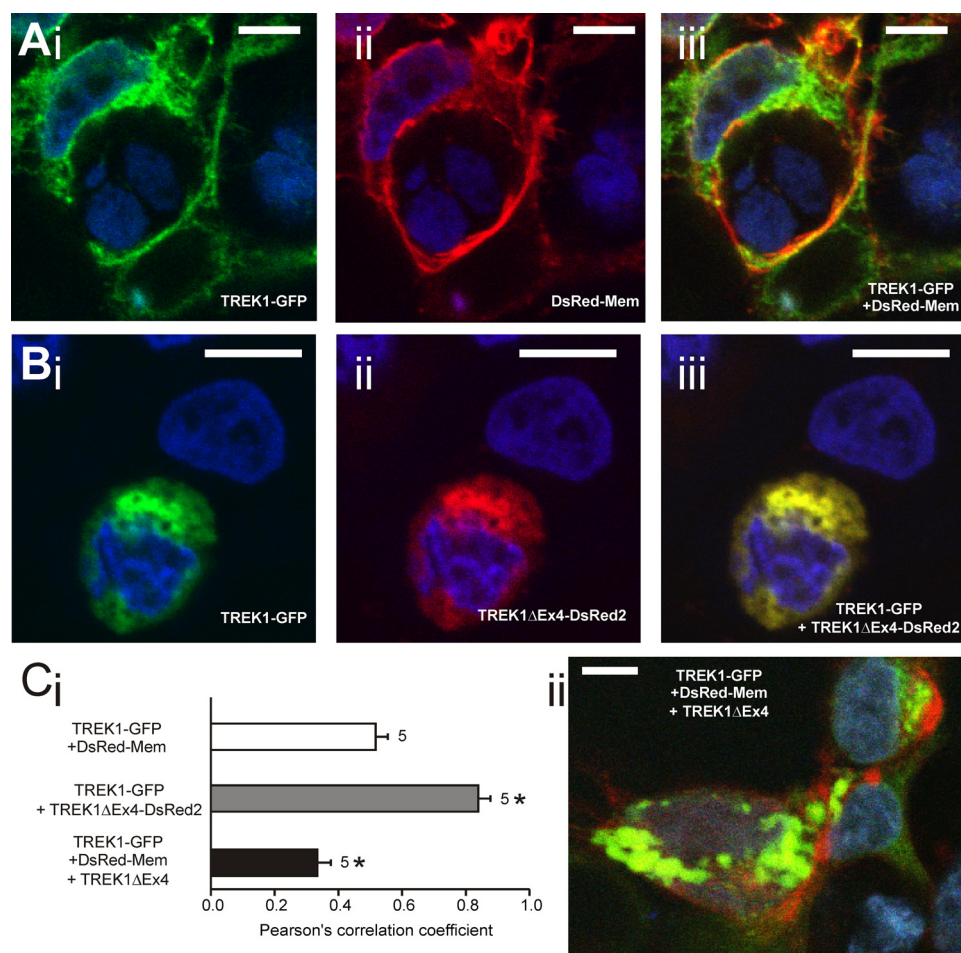 A i
ii
iii
TREK1-GFP
DsRed-Mem
TREK1-GFP
+DsRed-Mem
B i
ii
iii
TREK1-GFP
TREK1ΔEx4-DsRed2
TREK1-GFP
+ TREK1ΔEx4-DsRed2
C i
TREK1-GFP
+DsRed-Mem
5
TREK1-GFP
+ TREK1ΔEx4-DsRed2
5 *
TREK1-GFP
+DsRed-Mem
+ TREK1ΔEx4
5 *
0.0 0.2 0.4 0.6 0.8 1.0
Pearson's correlation coefficient
ii
TREK1-GFP
+DsRed-Mem
+ TREK1ΔEx4